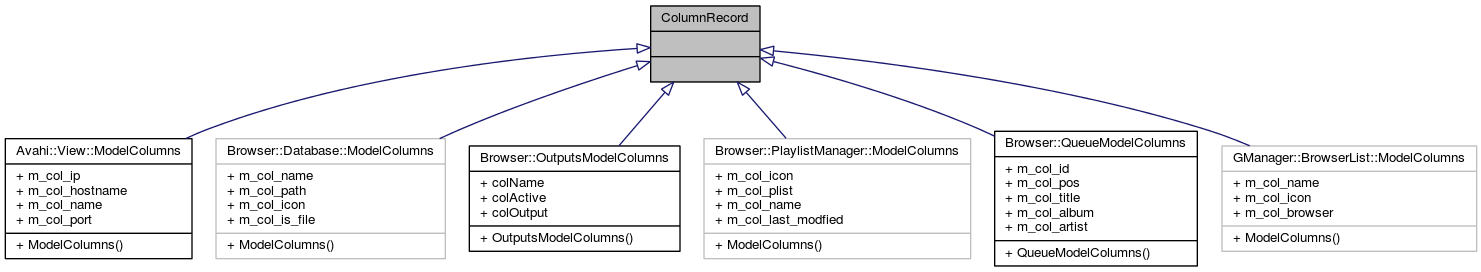 ColumnRecord
Avahi::View::ModelColumns
+ m_col_ip
+ m_col_hostname
+ m_col_name
+ m_col_port
+ ModelColumns()
Browser::Database::ModelColumns
+ m_col_name
+ m_col_path
+ m_col_icon
+ m_col_is_file
+ ModelColumns()
Browser::OutputsModelColumns
+ colName
+ colActive
+ colOutput
+ OutputsModelColumns()
Browser::PlaylistManager::ModelColumns
+ m_col_icon
+ m_col_plist
+ m_col_name
+ m_col_last_modfied
+ ModelColumns()
Browser::QueueModelColumns
+ m_col_id
+ m_col_pos
+ m_col_title
+ m_col_album
+ m_col_artist
+ QueueModelColumns()
GManager::BrowserList::ModelColumns
+ m_col_name
+ m_col_icon
+ m_col_browser
+ ModelColumns()